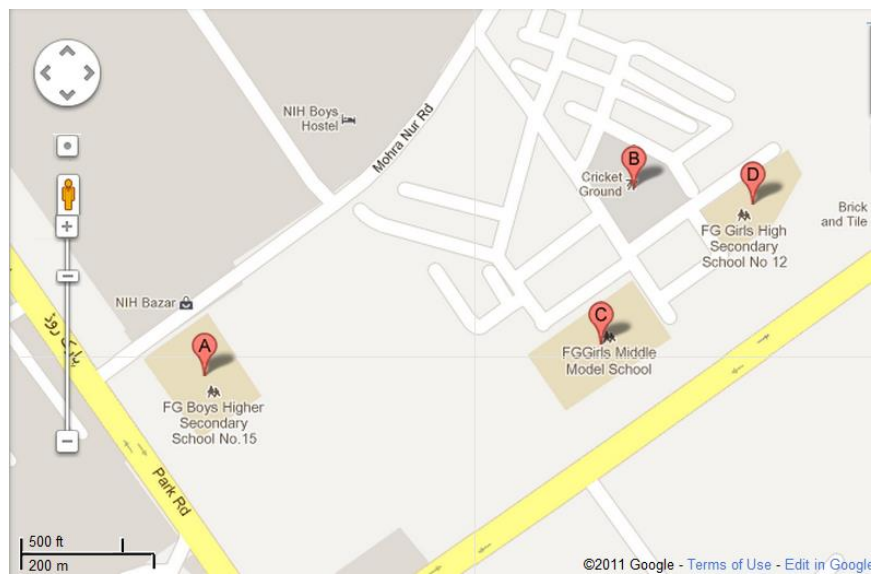 NIH Boys
Hostel
Mohra Nur Rd
B
Cricket
Ground
D
FG Girls High
Secondary
School No 12
Brick
and Tile
NIH Bazar
پارک روڈ
A
FG Boys Higher
Secondary
School No.15
C
FGGirls Middle
Model School
Park Rd
500 ft
200 m
©2011 Google - Terms of Use - Edit in Google